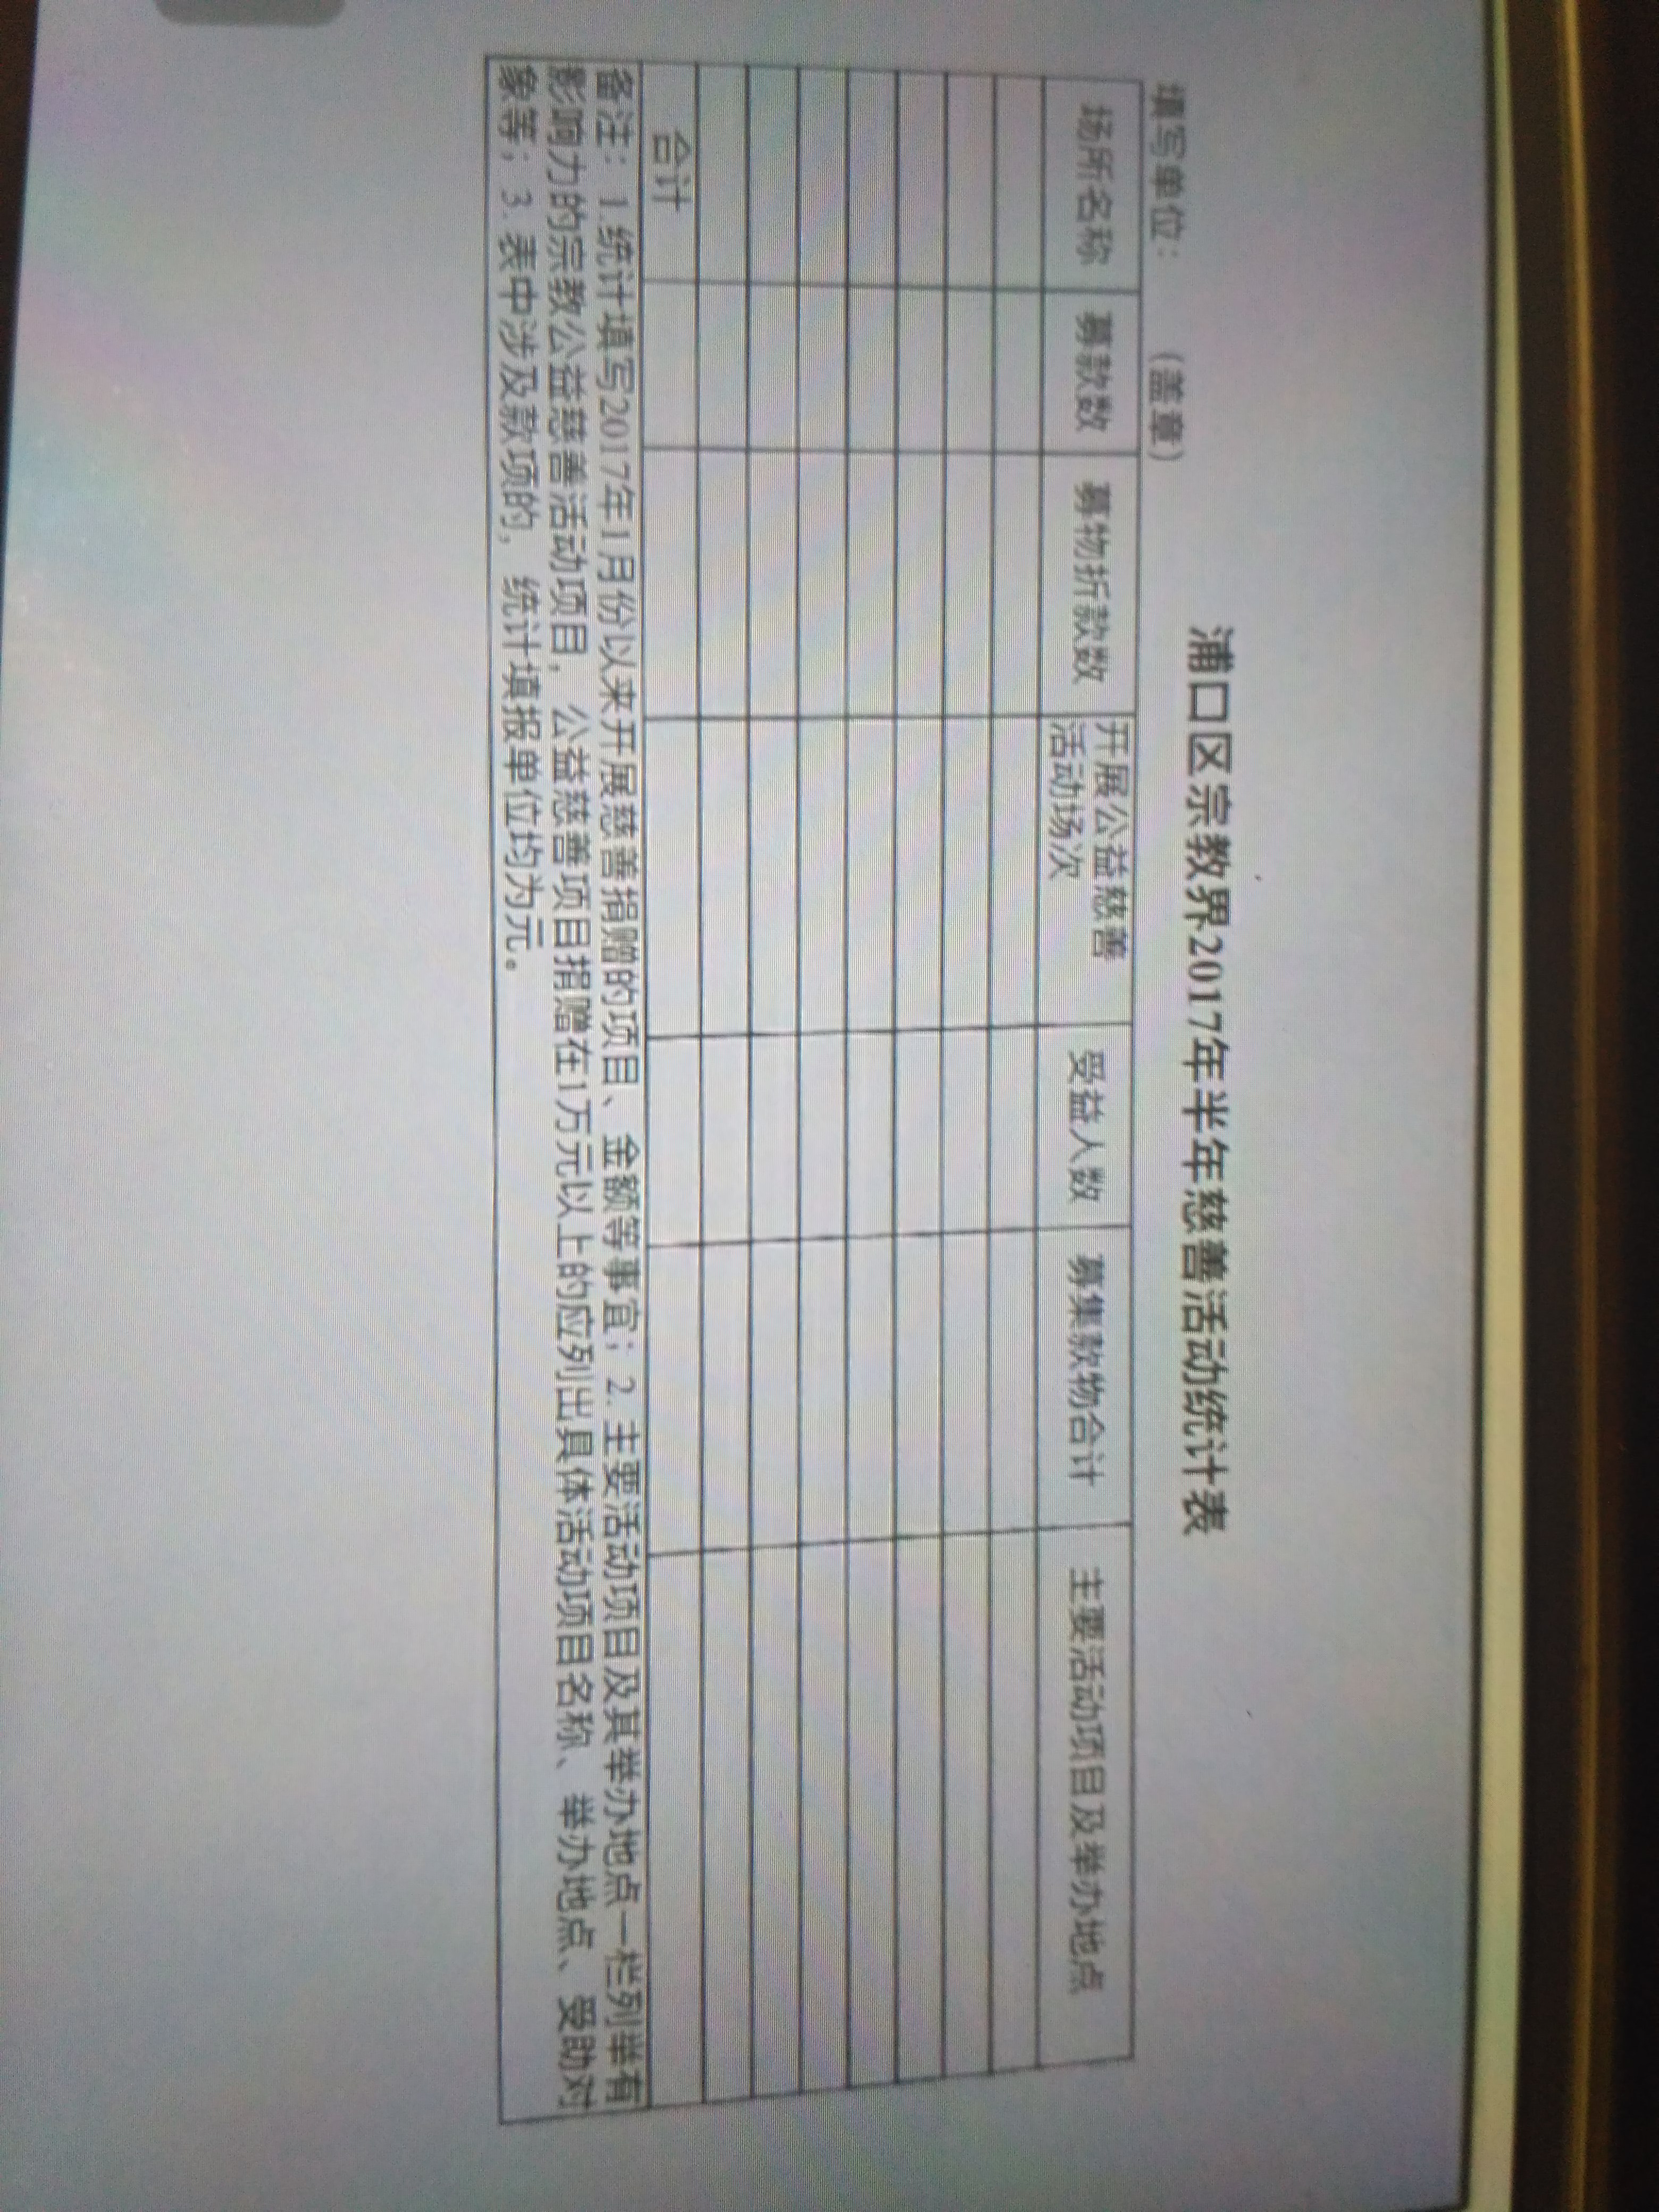 浦口区宗教界2017年半年慈善活动统计表
填写单位： （盖章）
场所名称 募款数 募物折款数 开展公益慈善 受益人数 募集款物合计 主要活动项目及举办地点
活动场次
合计
备注：1.统计填写2017年1月份以来开展慈善捐赠的项目、金额等事宜；2.主要活动项目及其举办地点一栏列举有
影响力的宗教公益慈善活动项目，公益慈善项目捐赠在1万元以上的应列出具体活动项目名称、举办地点、受助对
象等；3.表中涉及款项的，统计填报单位均为元。